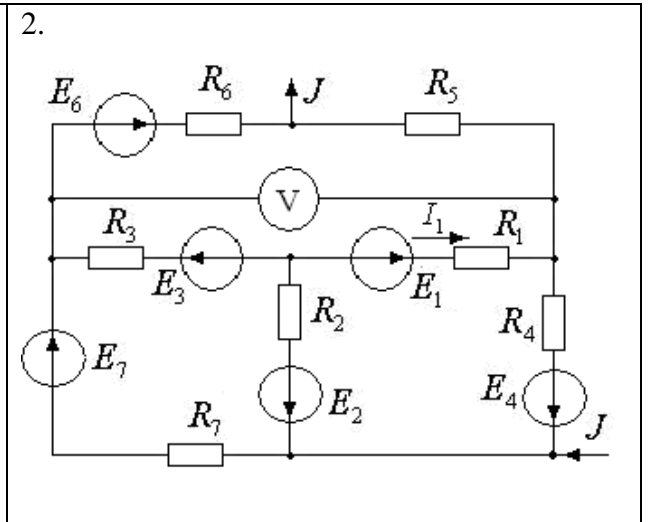 2.
E₆ R₆ J R₅
V
R₃ I₁ R₁
E₃ E₁
R₂ R₄
E₇ E₂ E₄
R₇ J